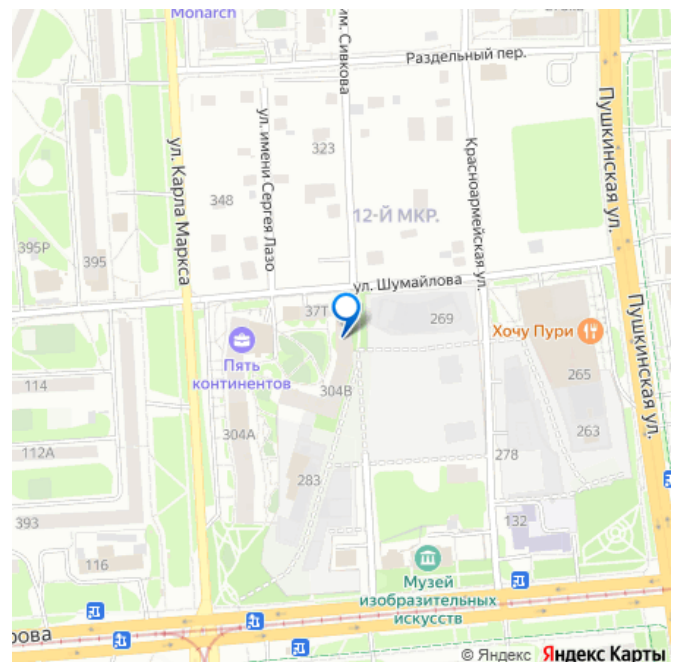 Monarch
им. Сивкова
Раздельный пер.
Пушкинская ул.
ул. Карла Маркса
ул. имени Сергея Лазо
323
Красноармейская ул.
348
12-Й МКР.
395Р
395
ул. Шумайлова
37Т
269
Хочу Пури
Пушкинская ул.
Пять
континентов
265
114
304В
304А
263
112А
278
283
393
132
116
Музей
изобразительных
искусств
рова
© Яндекс Яндекс Карты